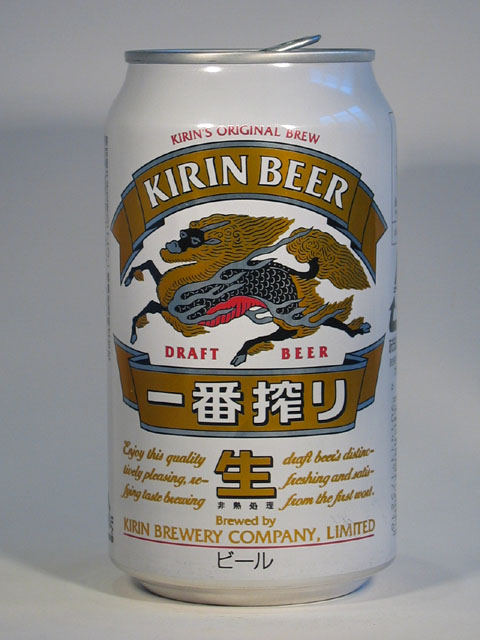 KIRIN'S ORIGINAL BREW
KIRIN BEER
DRAFT BEER
一番搾り
Enjoy this quality draft beer's distinc-
tively pleasing, re- freshing and satis-
fying taste brewing from the first wort.
生
非熱処理
Brewed by
KIRIN BREWERY COMPANY, LIMITED
ビール